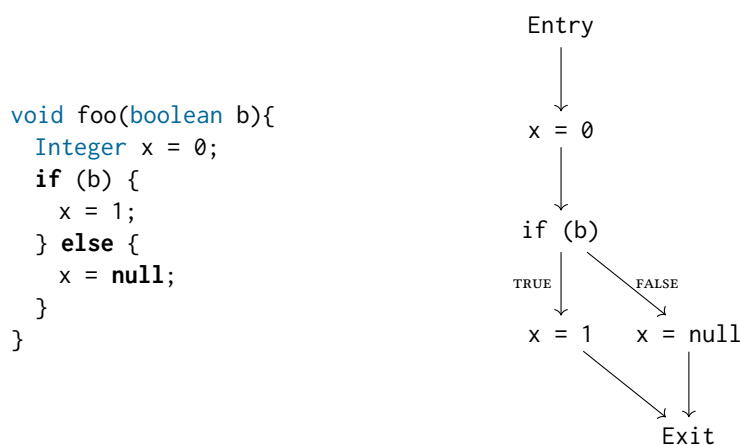 void foo(boolean b){
Integer x = 0;
if (b) {
x = 1;
} else {
x = null;
}
}
Entry
x = 0
if (b)
TRUE
FALSE
x = 1
x = null
Exit